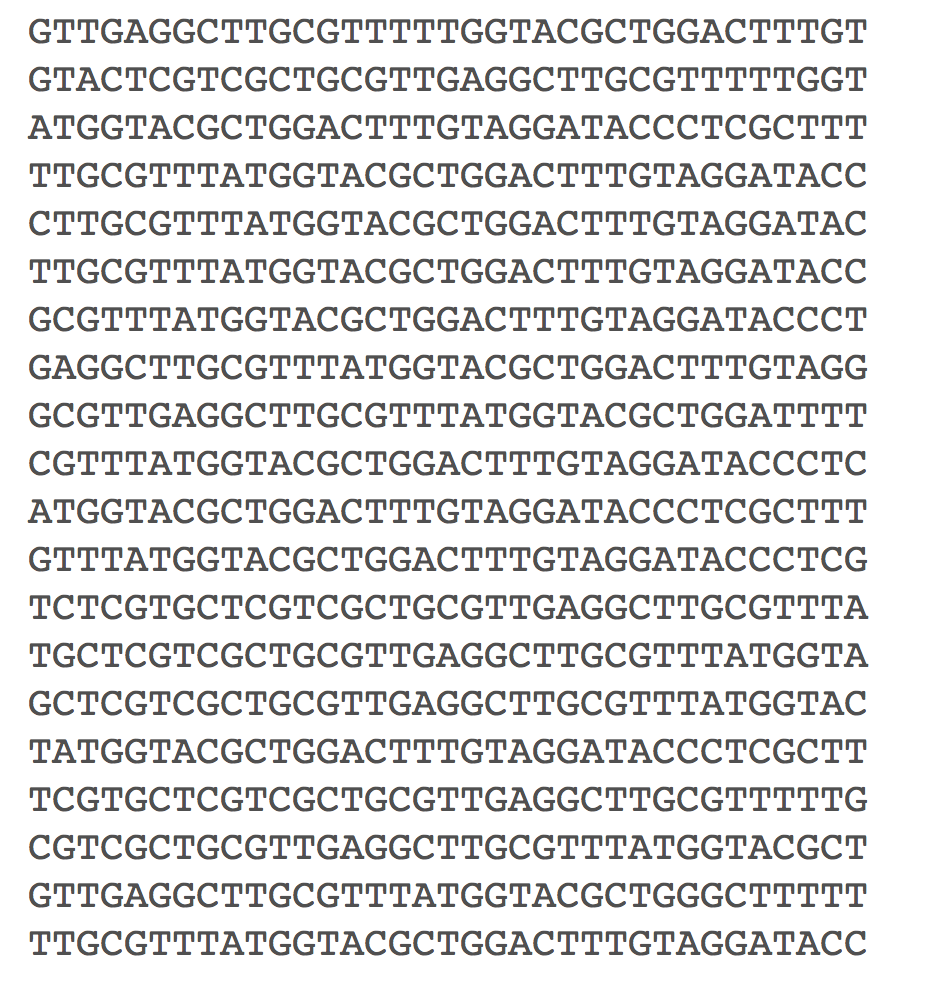 GTTGAGGCTTGCGTTTTTGGTACGCTGGACTTTGT
GTACTCGTCGCTGCGTTGAGGCTTGCGTTTTTGGT
ATGGTACGCTGGACTTTGTAGGATACCCTCGCTTT
TTGCGTTTATGGTACGCTGGACTTTGTAGGATACC
CTTGCGTTTATGGTACGCTGGACTTTGTAGGATAC
TTGCGTTTATGGTACGCTGGACTTTGTAGGATACC
GCGTTTATGGTACGCTGGACTTTGTAGGATACCCT
GAGGCTTGCGTTTATGGTACGCTGGACTTTGTAGG
GCGTTGAGGCTTGCGTTTATGGTACGCTGGATTTT
CGTTTATGGTACGCTGGACTTTGTAGGATACCCTC
ATGGTACGCTGGACTTTGTAGGATACCCTCGCTTT
GTTTATGGTACGCTGGACTTTGTAGGATACCCTCG
TCTCGTGCTCGTCGCTGCGTTGAGGCTTGCGTTTA
TGCTCGTCGCTGCGTTGAGGCTTGCGTTTATGGTA
GCTCGTCGCTGCGTTGAGGCTTGCGTTTATGGTAC
TATGGTACGCTGGACTTTGTAGGATACCCTCGCTT
TCGTGCTCGTCGCTGCGTTGAGGCTTGCGTTTTTG
CGTCGCTGCGTTGAGGCTTGCGTTTATGGTACGCT
GTTGAGGCTTGCGTTTATGGTACGCTGGGCTTTTT
TTGCGTTTATGGTACGCTGGACTTTGTAGGATACC